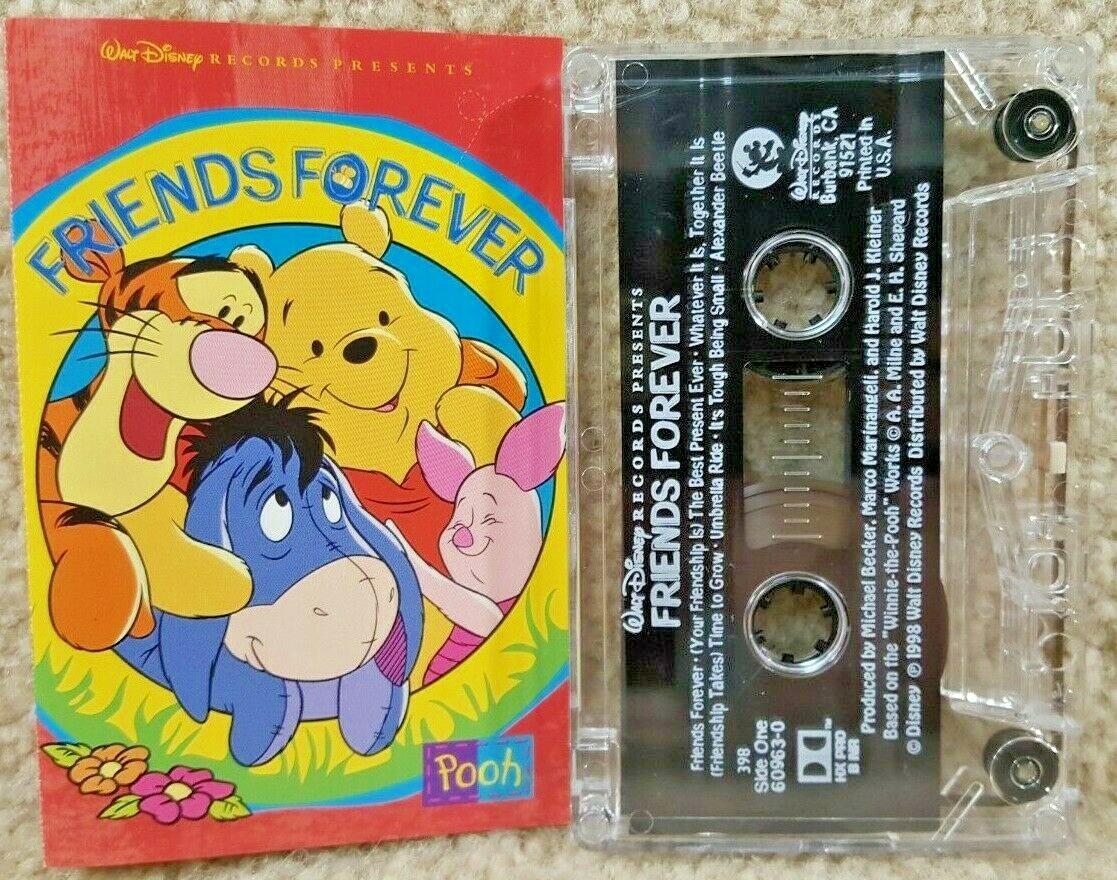 Walt Disney RECORDS PRESENTS
FRIENDS FOREVER
Pooh
Walt Disney RECORDS PRESENTS
FRIENDS FOREVER
Friends Forever · (Your Friendship Is) The Best Present Ever · Whatever It Is, Together It Is
(Friendship Takes) Time to Grow · Umbrella Ride · It's Tough Being Small · Alexander Beetle
398
Side One
60963-0
HX PRO
B NR
Walt Disney
RECORDS
Burbank, CA
91521
Printed in
U.S.A.
Produced by Michael Becker, Marco Marinangeli, and Harold J. Kleiner
Based on the "Winnie-the-Pooh" Works © A. A. Milne and E. H. Shepard
© Disney ℗ 1998 Walt Disney Records Distributed by Walt Disney Records